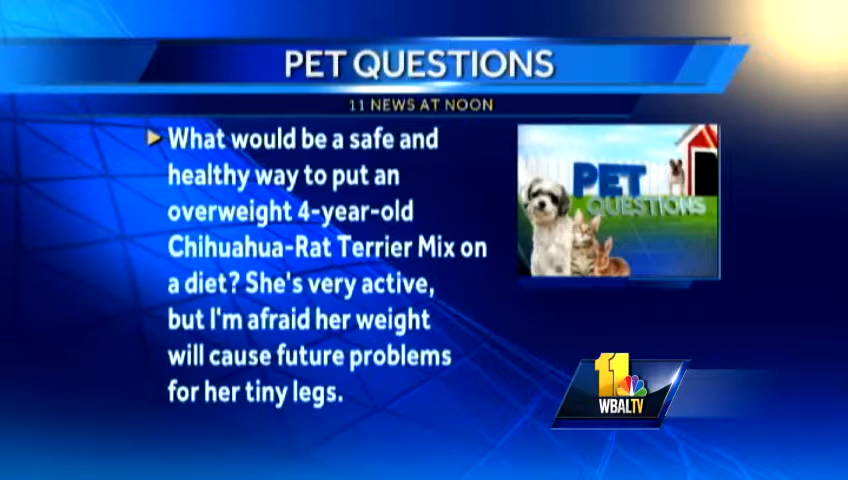 PET QUESTIONS
11 NEWS AT NOON
What would be a safe and
healthy way to put an
overweight 4-year-old
Chihuahua-Rat Terrier Mix on
a diet? She's very active,
but I'm afraid her weight
will cause future problems
for her tiny legs.
PET
QUESTIONS
11
WBALTV